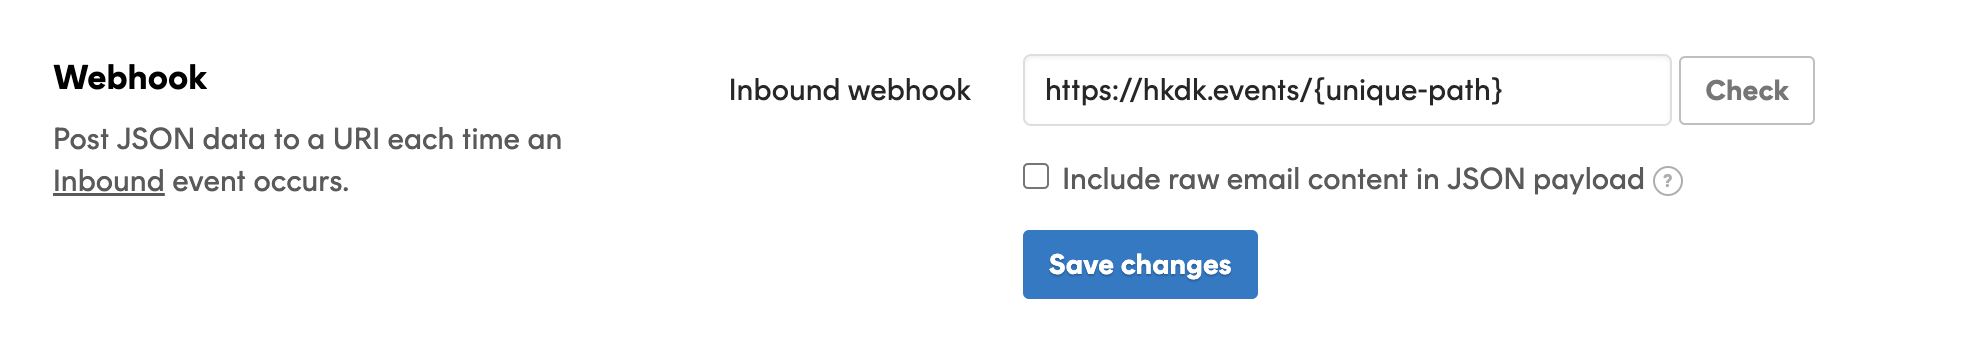 Webhook
Post JSON data to a URI each time an
Inbound event occurs.
Inbound webhook
https://hkdk.events/{unique-path}
Check
Include raw email content in JSON payload ?
Save changes